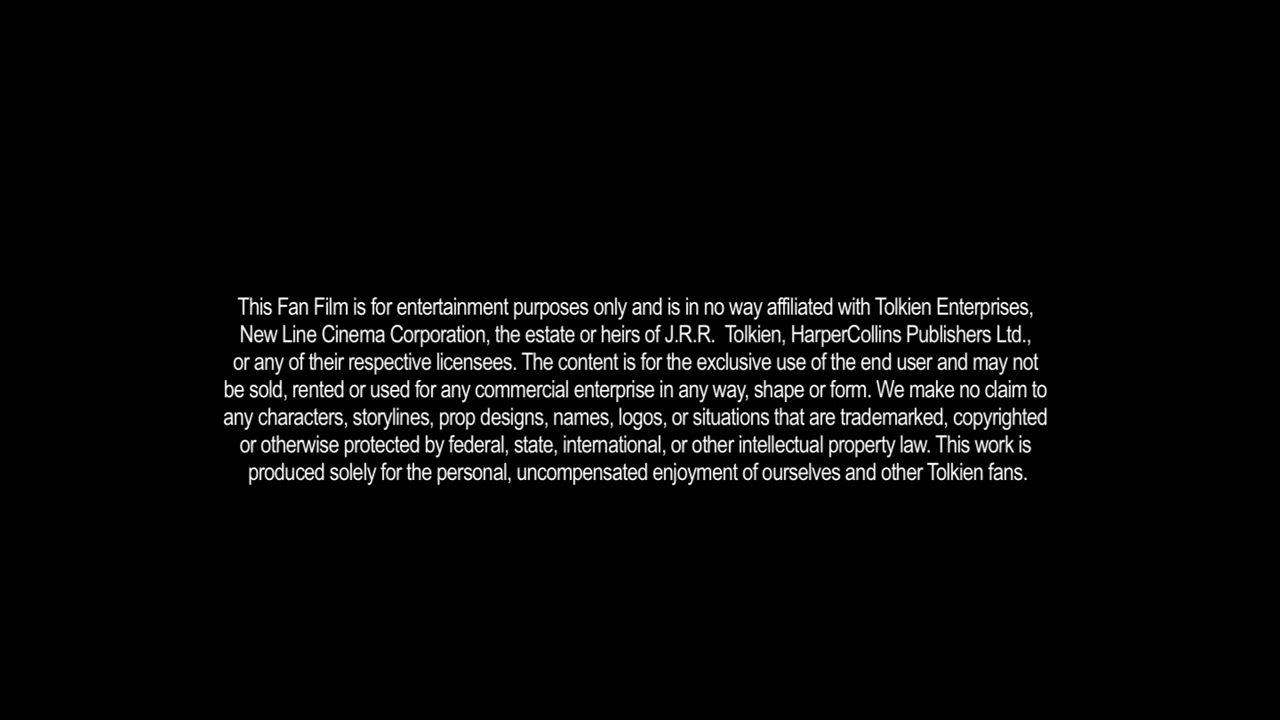 This Fan Film is for entertainment purposes only and is in no way affiliated with Tolkien Enterprises,
New Line Cinema Corporation, the estate or heirs of J.R.R.  Tolkien, HarperCollins Publishers Ltd.,
or any of their respective licensees. The content is for the exclusive use of the end user and may not
be sold, rented or used for any commercial enterprise in any way, shape or form. We make no claim to
any characters, storylines, prop designs, names, logos, or situations that are trademarked, copyrighted
or otherwise protected by federal, state, international, or other intellectual property law. This work is
produced solely for the personal, uncompensated enjoyment of ourselves and other Tolkien fans.